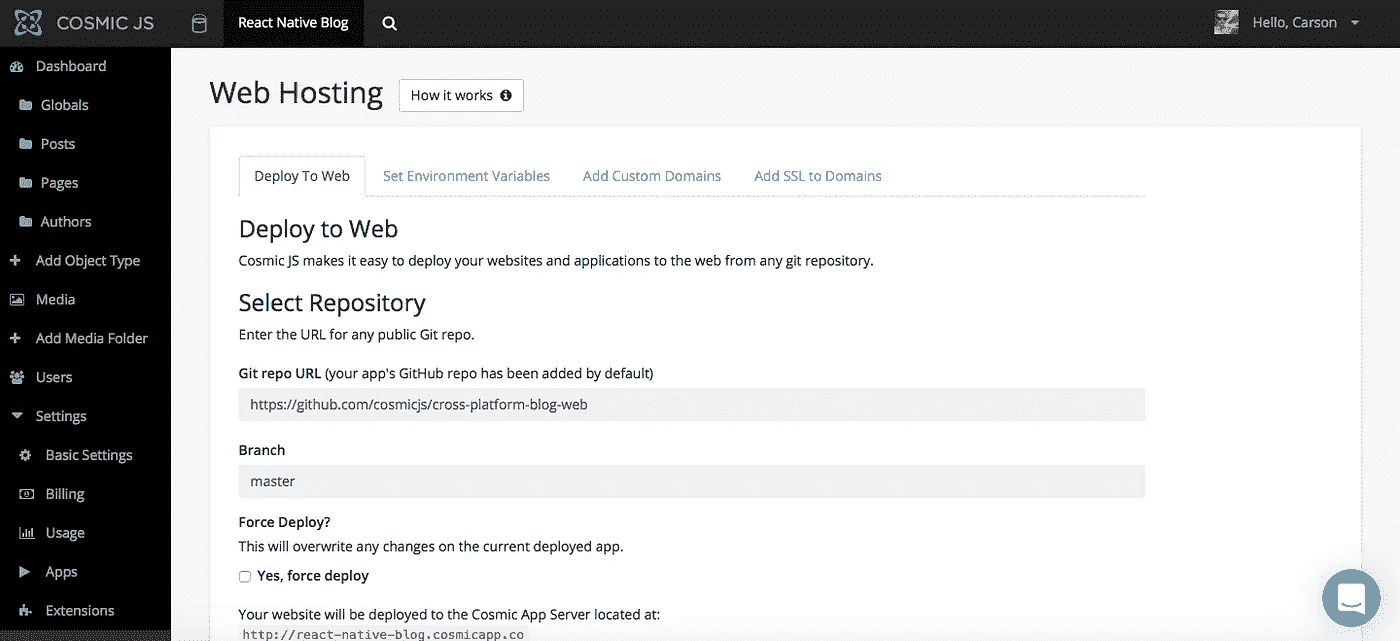 COSMIC JS
React Native Blog
Hello, Carson
Dashboard
Globals
Posts
Pages
Authors
Add Object Type
Media
Add Media Folder
Users
Settings
Basic Settings
Billing
Usage
Apps
Extensions
Web Hosting
How it works
Deploy To Web
Set Environment Variables
Add Custom Domains
Add SSL to Domains
Deploy to Web
Cosmic JS makes it easy to deploy your websites and applications to the web from any git repository.
Select Repository
Enter the URL for any public Git repo.
Git repo URL (your app's GitHub repo has been added by default)
https://github.com/cosmicjs/cross-platform-blog-web
Branch
master
Force Deploy?
This will overwrite any changes on the current deployed app.
Yes, force deploy
Your website will be deployed to the Cosmic App Server located at:
http://react-native-blog.cosmicapp.co